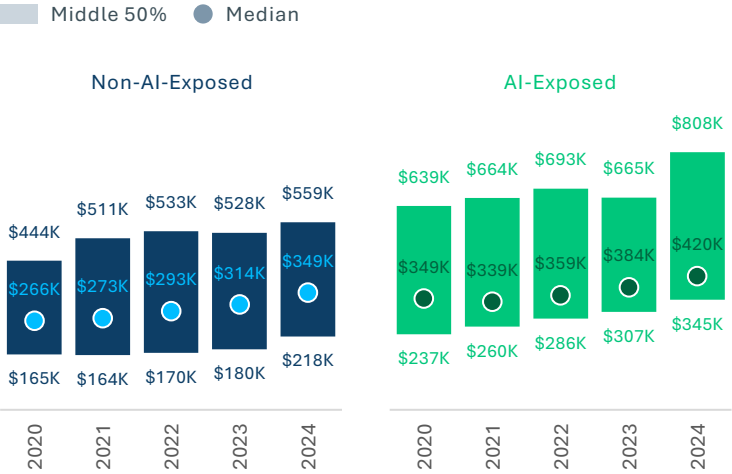 Middle 50% Median
Non-AI-Exposed
$444K $511K $533K $528K $559K
$266K $273K $293K $314K $349K
$165K $164K $170K $180K $218K
2020 2021 2022 2023 2024
AI-Exposed
$639K $664K $693K $665K $808K
$349K $339K $359K $384K $420K
$237K $260K $286K $307K $345K
2020 2021 2022 2023 2024